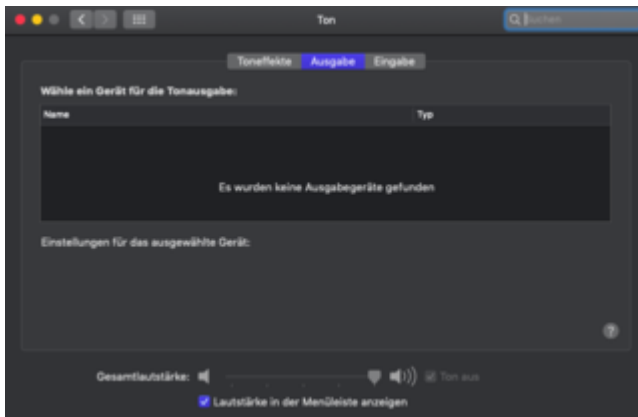 Ton
Suchen
Toneffekte Ausgabe Eingabe
Wähle ein Gerät für die Tonausgabe:
Name Typ
Es wurden keine Ausgabegeräte gefunden
Einstellungen für das ausgewählte Gerät:
?
Gesamtlautstärke: Ton aus
Lautstärke in der Menüleiste anzeigen